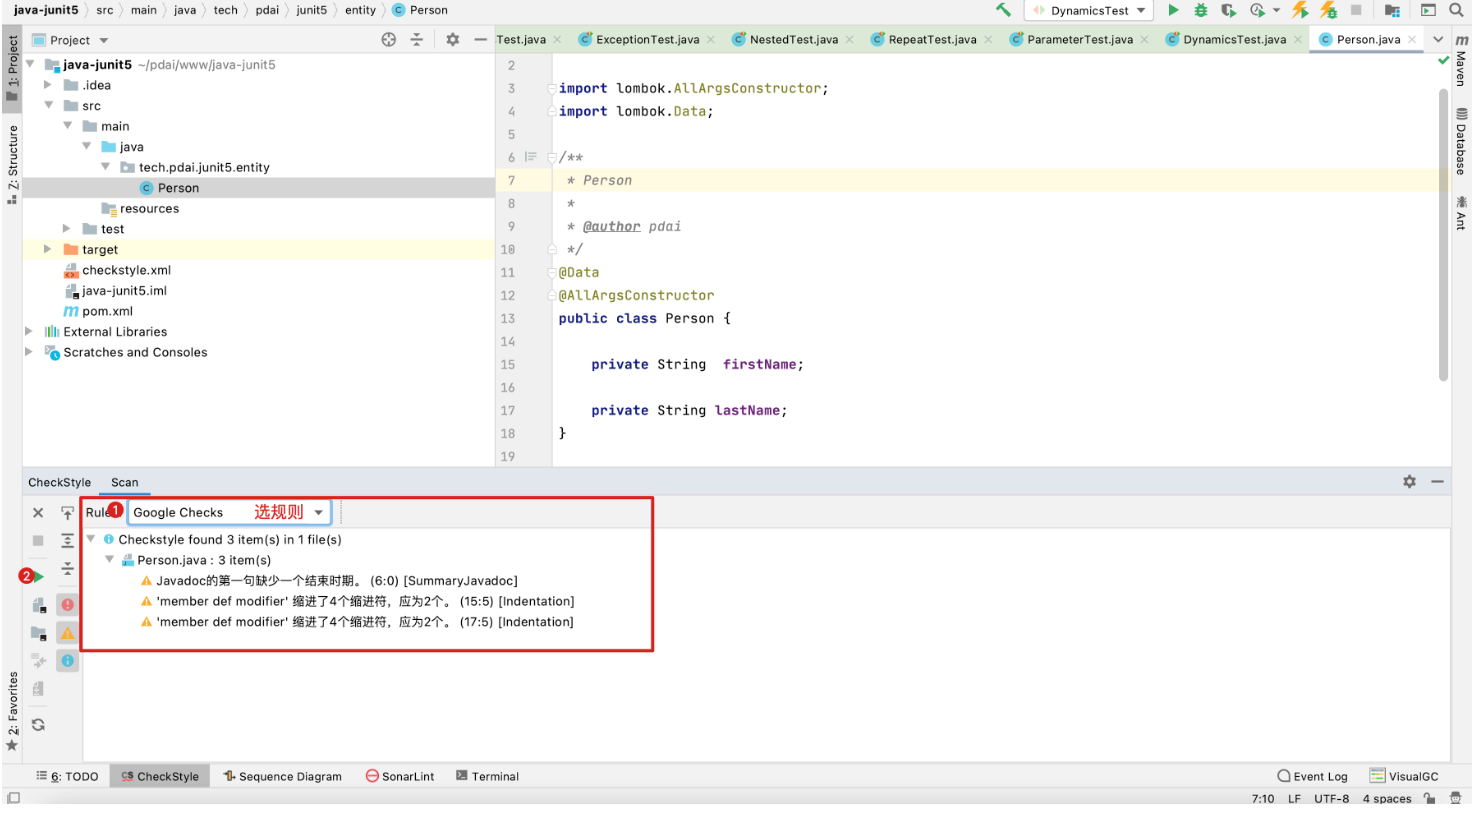 java-junit5 〉 src 〉 main 〉 java 〉 tech 〉 pdai 〉 junit5 〉 entity 〉 Person
DynamicsTest
Project
Test.java ExceptionTest.java NestedTest.java RepeatTest.java ParameterTest.java DynamicsTest.java Person.java
1: Project
Z: Structure
2: Favorites
Maven
Database
Ant
java-junit5 ~/pdai/www/java-junit5
.idea
src
main
java
tech.pdai.junit5.entity
Person
resources
test
target
checkstyle.xml
java-junit5.iml
pom.xml
External Libraries
Scratches and Consoles
2
3 import lombok.AllArgsConstructor;
4 import lombok.Data;
5
6 /**
7 * Person
8 *
9 * @author pdai
10 */
11 @Data
12 @AllArgsConstructor
13 public class Person {
14
15 private String  firstName;
16
17 private String lastName;
18 }
19
CheckStyle Scan
Rule 1 Google Checks 选规则
2
Checkstyle found 3 item(s) in 1 file(s)
Person.java : 3 item(s)
Javadoc的第一句缺少一个结束时期。 (6:0) [SummaryJavadoc]
'member def modifier' 缩进了4个缩进符，应为2个。 (15:5) [Indentation]
'member def modifier' 缩进了4个缩进符，应为2个。 (17:5) [Indentation]
6: TODO CheckStyle Sequence Diagram SonarLint Terminal Event Log VisualGC
7:10 LF UTF-8 4 spaces